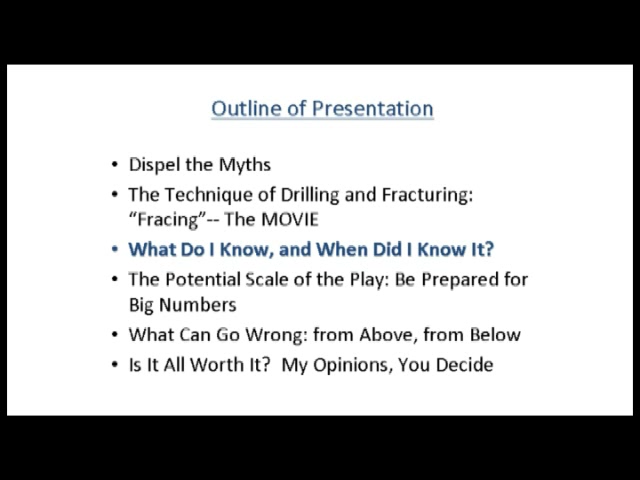 Outline of Presentation
• Dispel the Myths
• The Technique of Drilling and Fracturing:
“Fracing”-- The MOVIE
• What Do I Know, and When Did I Know It?
• The Potential Scale of the Play: Be Prepared for
Big Numbers
• What Can Go Wrong: from Above, from Below
• Is It All Worth It?  My Opinions, You Decide